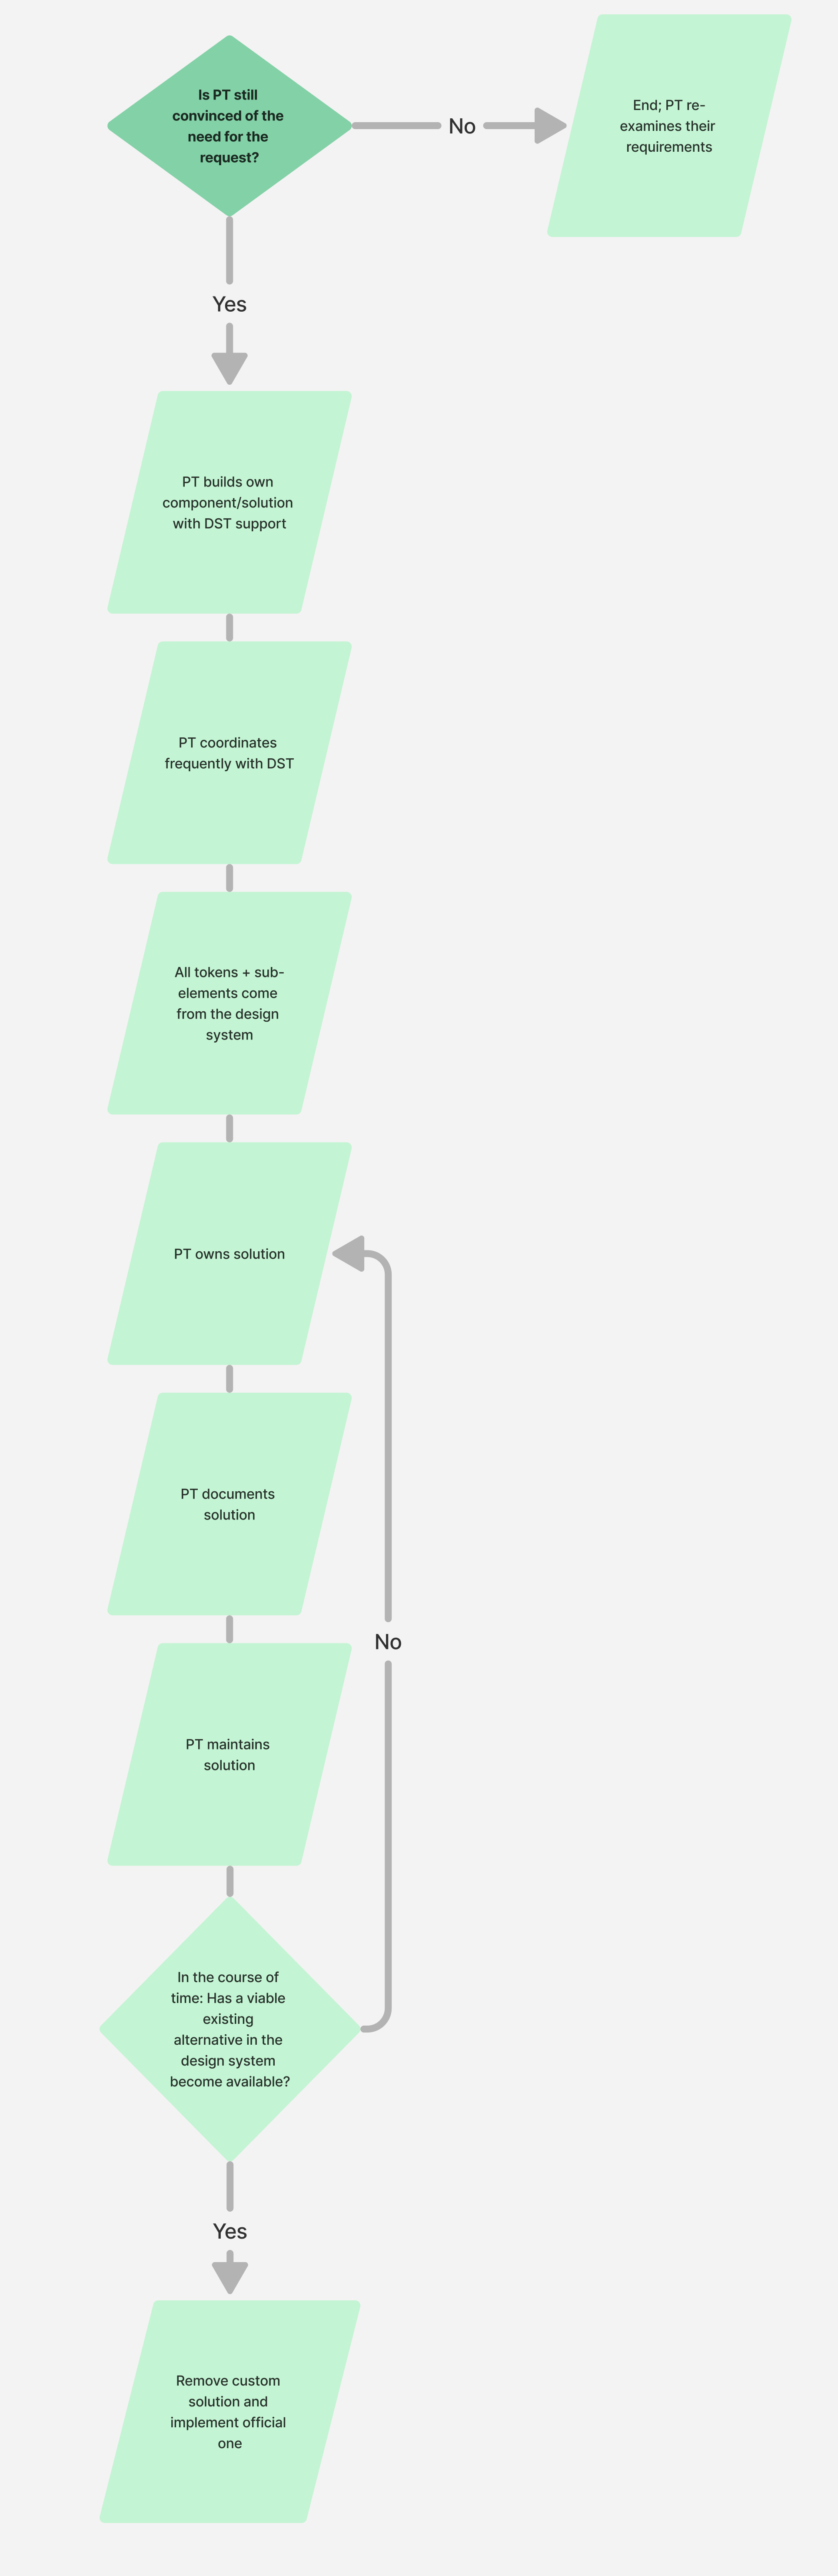 Is PT still
convinced of the
need for the
request?
No
End; PT re-
examines their
requirements
Yes
PT builds own
component/solution
with DST support
PT coordinates
frequently with DST
All tokens + sub-
elements come
from the design
system
PT owns solution
PT documents
solution
No
PT maintains
solution
In the course of
time: Has a viable
existing
alternative in the
design system
become available?
Yes
Remove custom
solution and
implement official
one